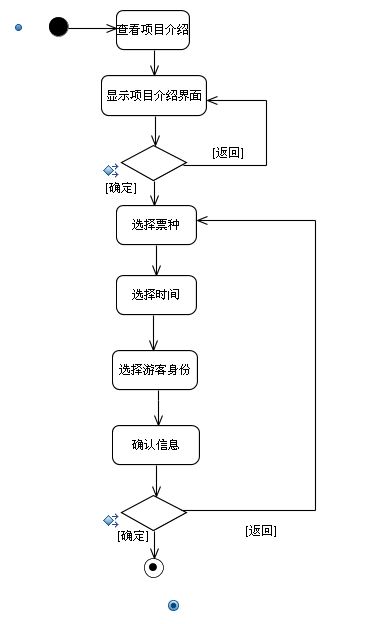 查看项目介绍
显示项目介绍界面
[返回]
[确定]
选择票种
选择时间
选择游客身份
确认信息
[确定]
[返回]